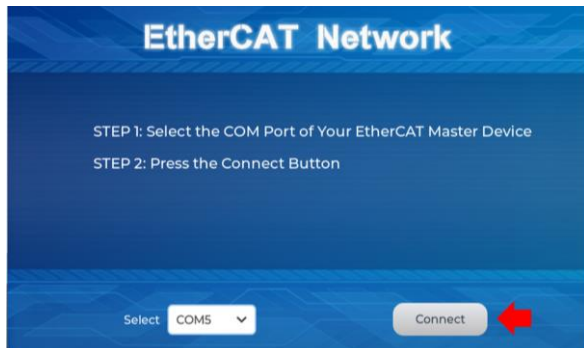 EtherCAT Network
STEP 1: Select the COM Port of Your EtherCAT Master Device
STEP 2: Press the Connect Button
Select COM5 Connect